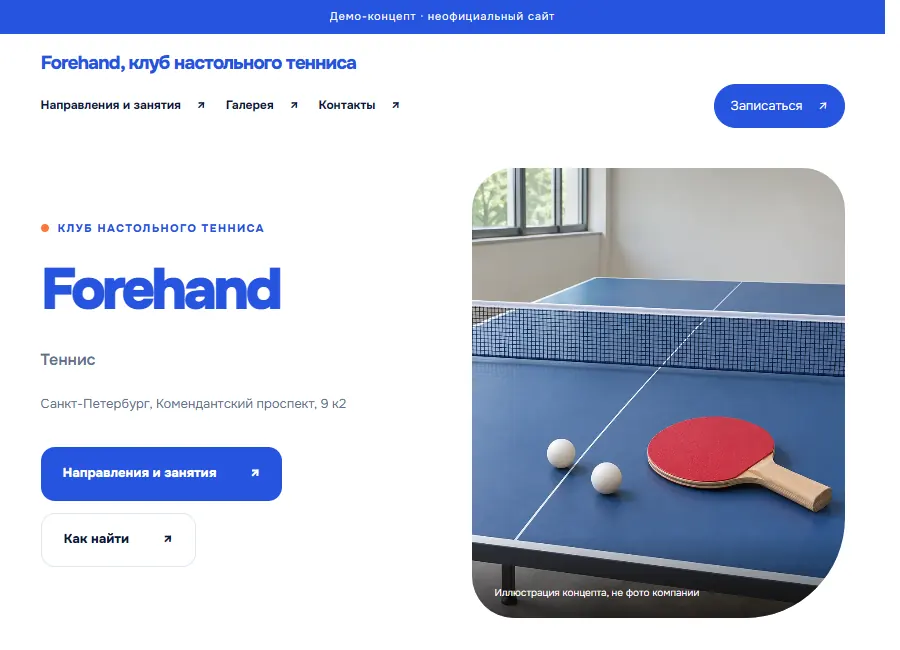 Демо-концепт · неофициальный сайт
Forehand, клуб настольного тенниса
Направления и занятия
Галерея
Контакты
Записаться
КЛУБ НАСТОЛЬНОГО ТЕННИСА
Forehand
Теннис
Санкт-Петербург, Комендантский проспект, 9 к2
Направления и занятия
Как найти
Иллюстрация концепта, не фото компании